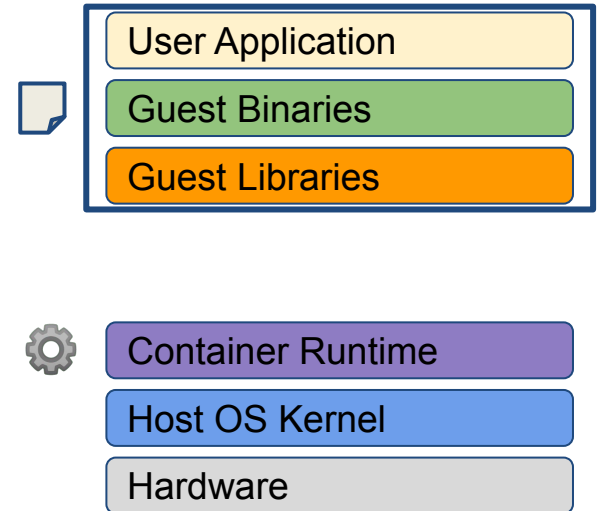 User Application
Guest Binaries
Guest Libraries
Container Runtime
Host OS Kernel
Hardware